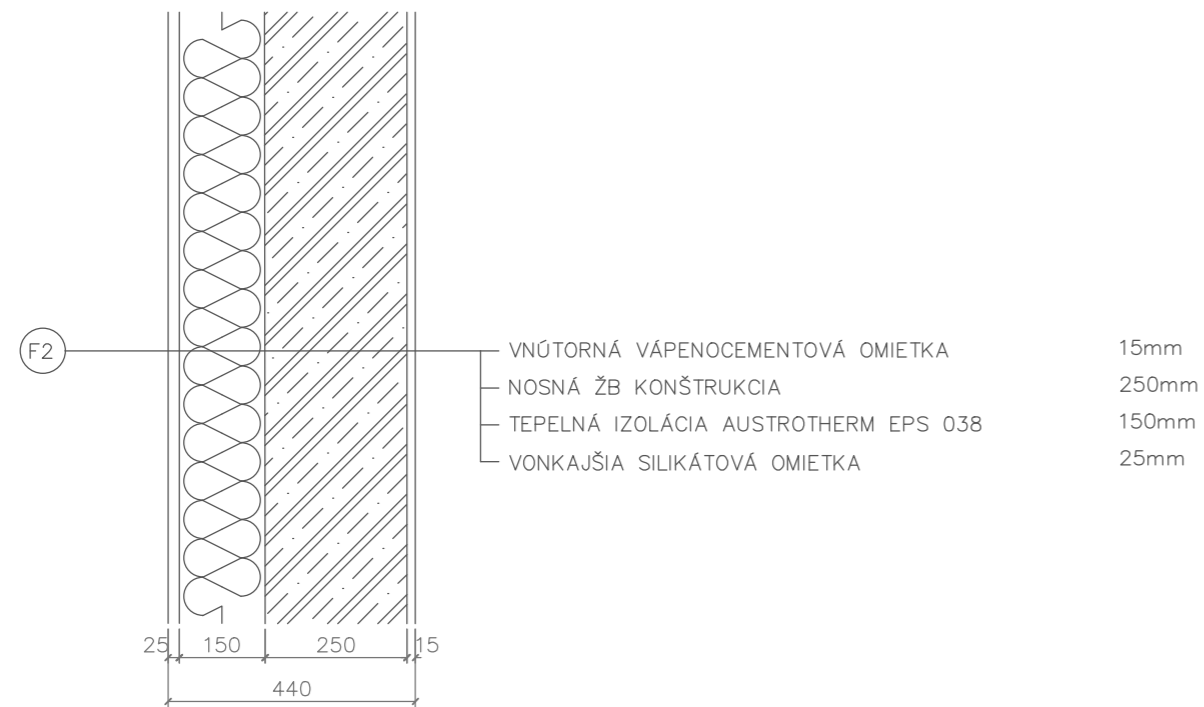 F2
VNÚTORNÁ VÁPENOCEMENTOVÁ OMIETKA 15mm
NOSNÁ ŽB KONŠTRUKCIA 250mm
TEPELNÁ IZOLÁCIA AUSTROTHERM EPS 038 150mm
VONKAJŠIA SILIKÁTOVÁ OMIETKA 25mm
25 150 250 15
440